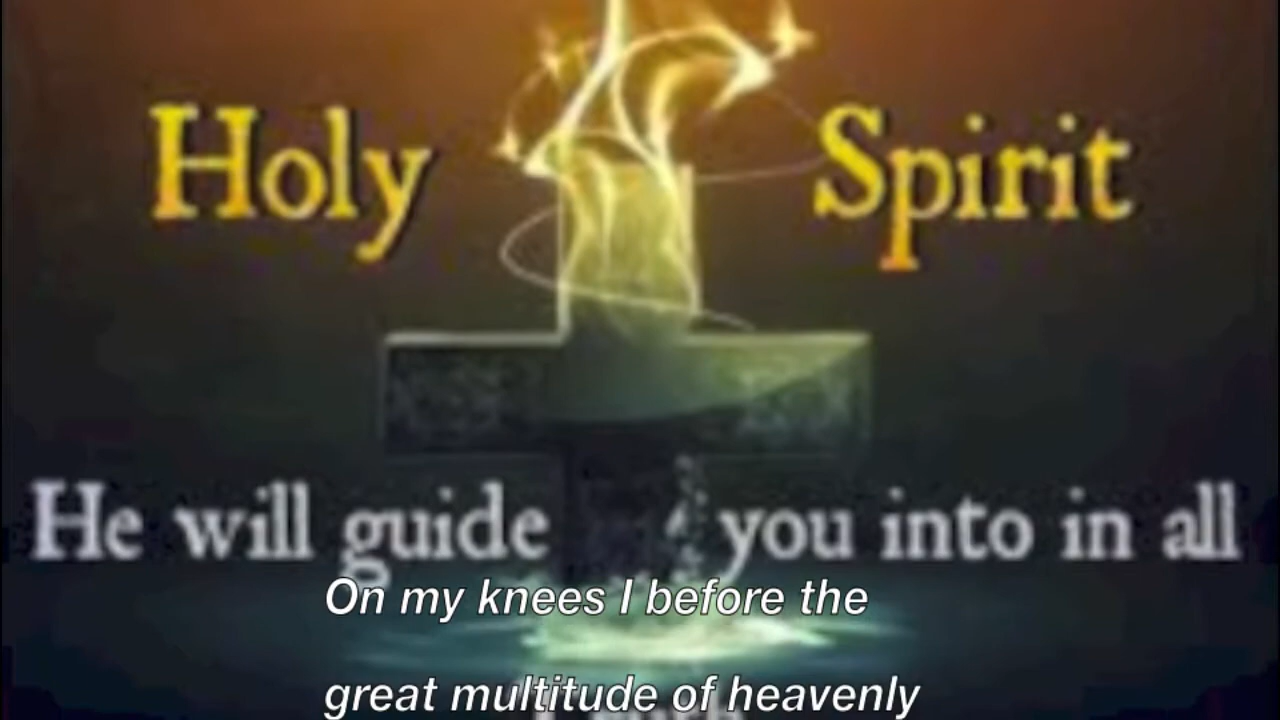 Holy Spirit
He will guide you into in all
On my knees I before the
great multitude of heavenly